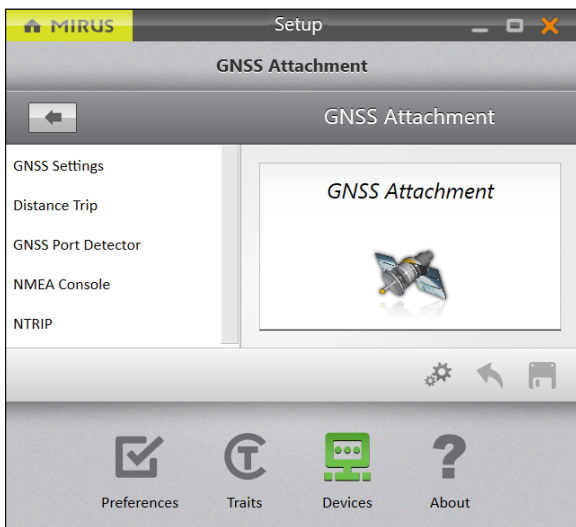 MIRUS
Setup
GNSS Attachment
GNSS Attachment
GNSS Settings
Distance Trip
GNSS Port Detector
NMEA Console
NTRIP
GNSS Attachment
Preferences
Traits
Devices
About